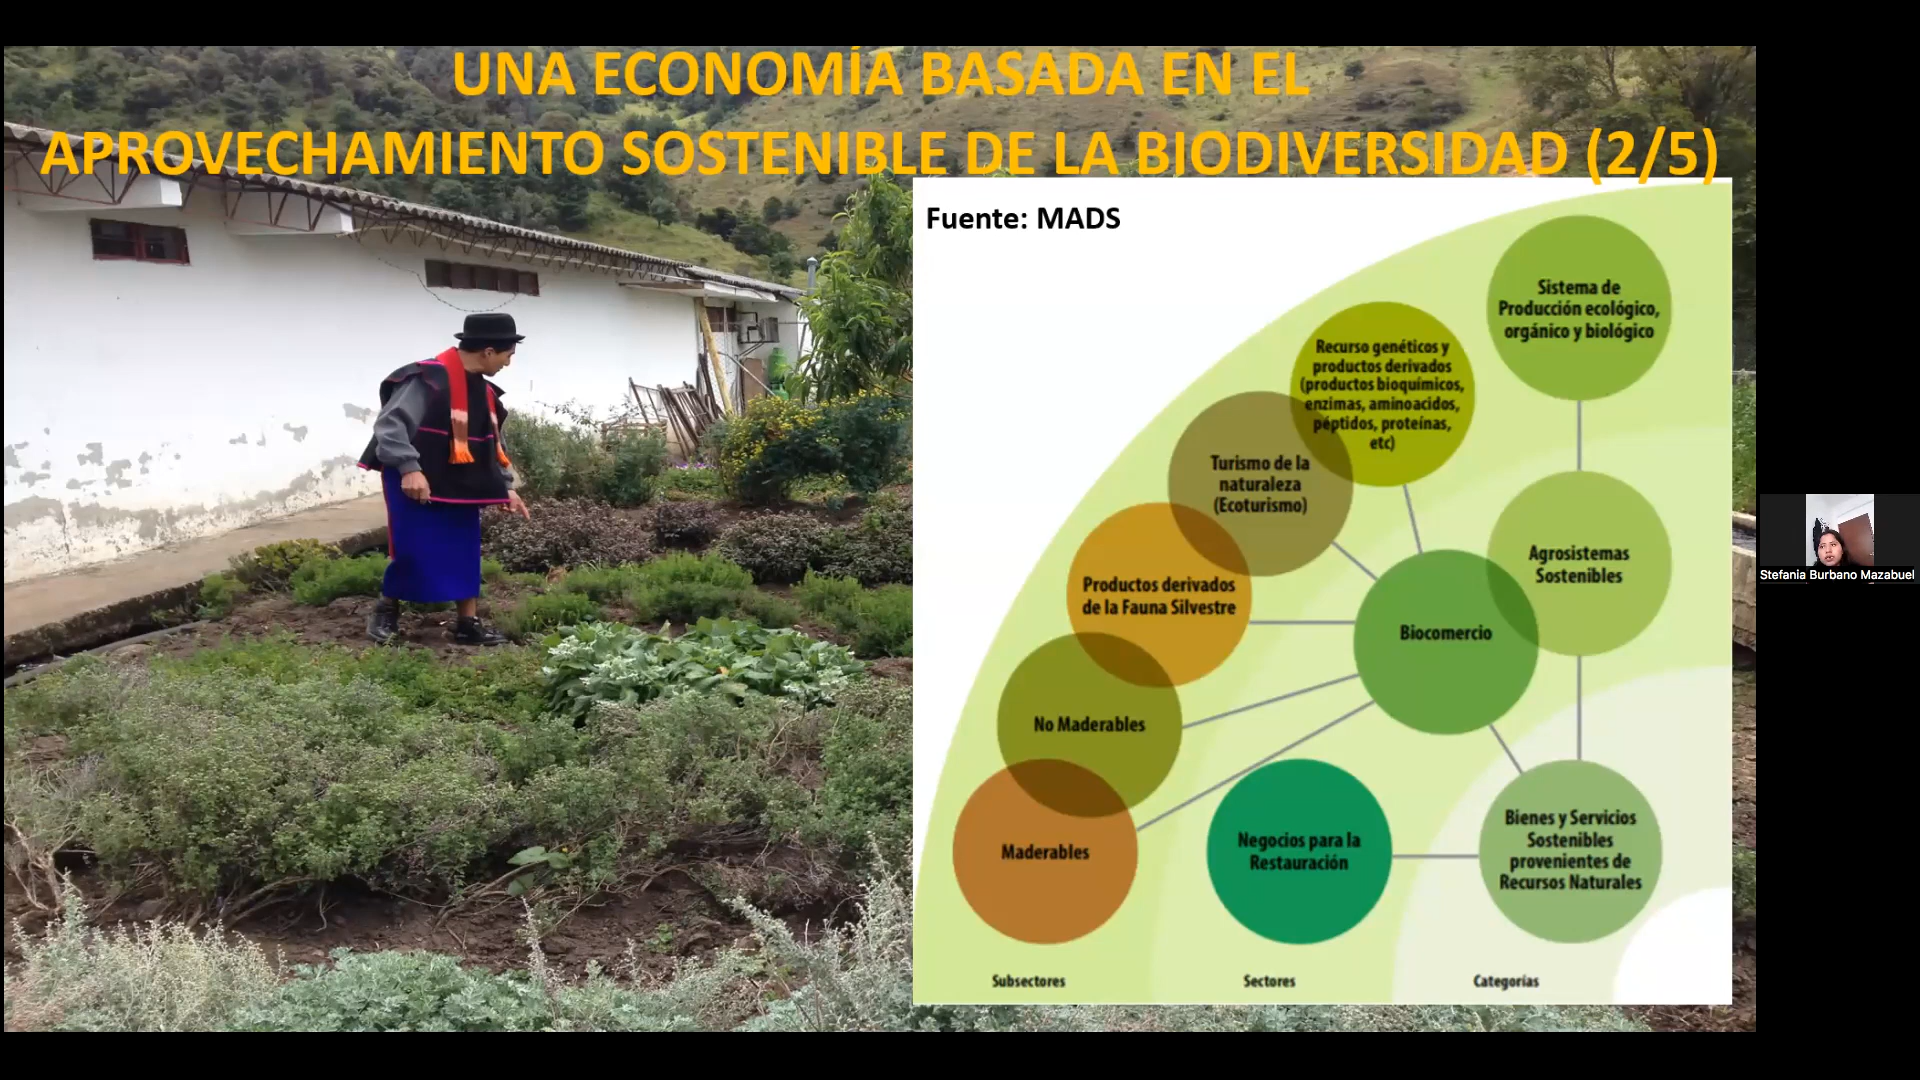 UNA ECONOMÍA BASADA EN EL
APROVECHAMIENTO SOSTENIBLE DE LA BIODIVERSIDAD (2/5)
Fuente: MADS
Sistema de
Producción ecológico,
orgánico y biológico
Recurso genéticos y
productos derivados
(productos bioquímicos,
enzimas, aminoacidos,
péptidos, proteínas,
etc)
Turismo de la
naturaleza
(Ecoturismo)
Agrosistemas
Sostenibles
Productos derivados
de la Fauna Silvestre
Biocomercio
No Maderables
Maderables
Negocios para la
Restauración
Bienes y Servicios
Sostenibles
provenientes de
Recursos Naturales
Subsectores
Sectores
Categorías
Stefania Burbano Mazabuel